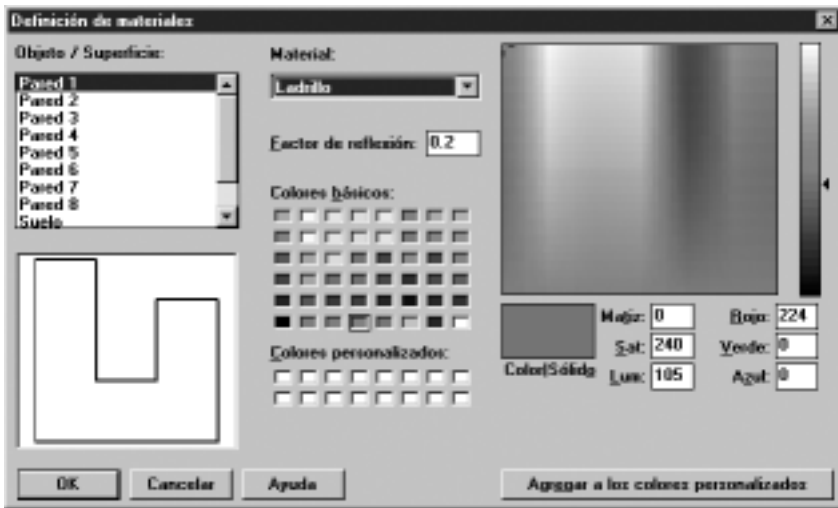 Definición de materiales
Objeto / Superficie:
Pared 1
Pared 2
Pared 3
Pared 4
Pared 5
Pared 6
Pared 7
Pared 8
Suelo
Material:
Ladrillo
Factor de reflexión: 0.2
Colores básicos:
Colores personalizados:
Color|Sólido
Matiz: 0
Sat: 240
Lum: 105
Rojo: 224
Verde: 0
Azul: 0
OK
Cancelar
Ayuda
Agregar a los colores personalizados